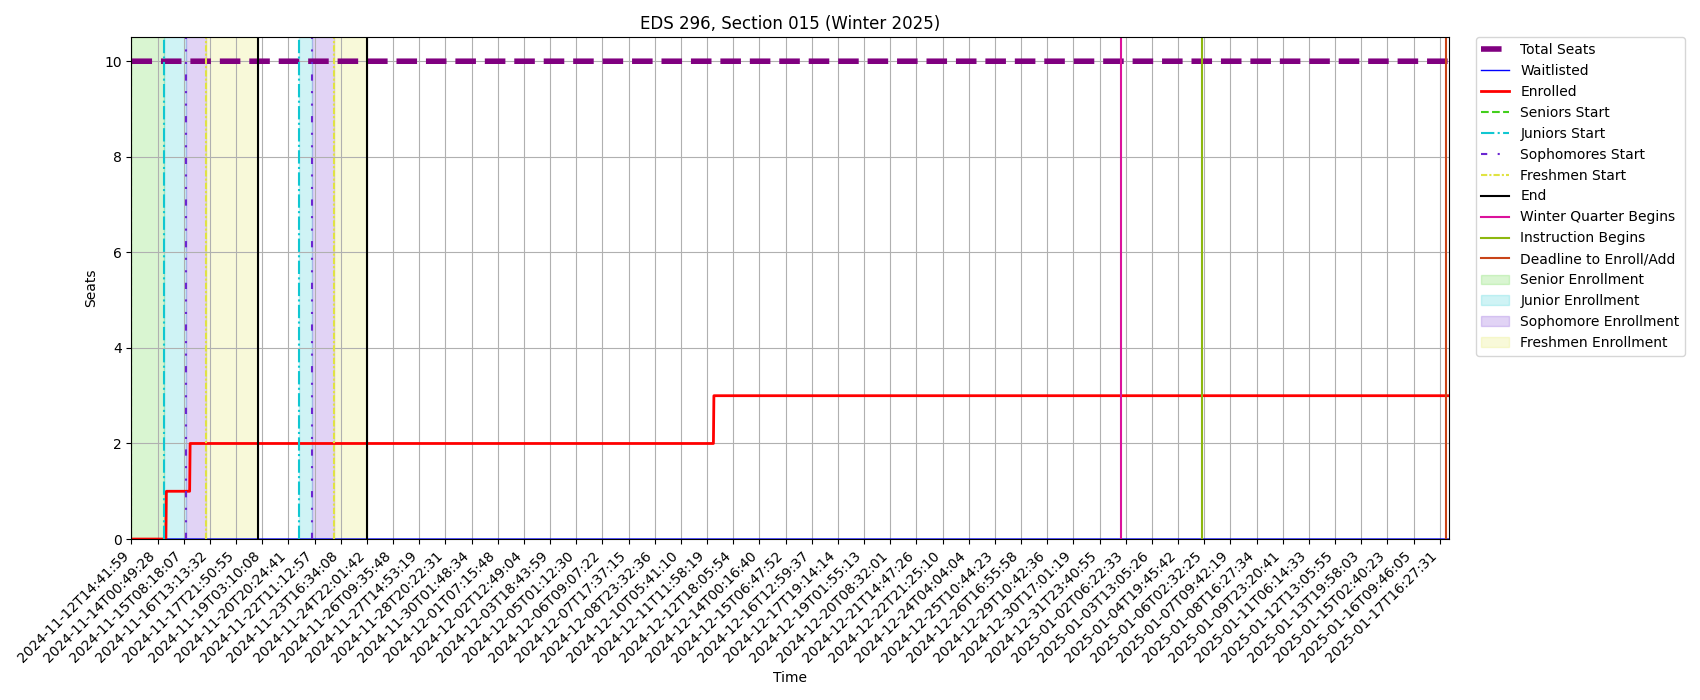 EDS 296, Section 015 (Winter 2025)
10
8
6
4
2
0
Seats
2024-11-12T14:41:59
2024-11-14T00:49:28
2024-11-15T08:18:07
2024-11-16T13:13:32
2024-11-17T21:50:55
2024-11-19T03:10:08
2024-11-20T20:24:41
2024-11-22T11:12:57
2024-11-23T16:34:08
2024-11-24T22:01:42
2024-11-26T09:35:48
2024-11-27T14:53:19
2024-11-28T20:22:31
2024-11-30T01:48:34
2024-12-01T07:15:48
2024-12-02T12:49:04
2024-12-03T18:43:59
2024-12-05T01:12:30
2024-12-06T09:07:22
2024-12-07T17:37:15
2024-12-08T23:32:36
2024-12-10T05:41:10
2024-12-11T11:58:19
2024-12-12T18:05:54
2024-12-14T00:16:40
2024-12-15T06:47:52
2024-12-16T12:59:37
2024-12-17T19:14:14
2024-12-19T01:55:13
2024-12-20T08:32:01
2024-12-21T14:47:26
2024-12-22T21:25:10
2024-12-24T04:04:04
2024-12-25T10:44:23
2024-12-26T16:55:58
2024-12-29T10:42:36
2024-12-30T17:01:19
2024-12-31T23:40:55
2025-01-02T06:22:33
2025-01-03T13:05:26
2025-01-04T19:45:42
2025-01-06T02:32:25
2025-01-07T09:42:19
2025-01-08T16:27:34
2025-01-09T23:20:41
2025-01-11T06:14:33
2025-01-12T13:05:55
2025-01-13T19:58:03
2025-01-15T02:40:23
2025-01-16T09:46:05
2025-01-17T16:27:31
Time
Total Seats
Waitlisted
Enrolled
Seniors Start
Juniors Start
Sophomores Start
Freshmen Start
End
Winter Quarter Begins
Instruction Begins
Deadline to Enroll/Add
Senior Enrollment
Junior Enrollment
Sophomore Enrollment
Freshmen Enrollment